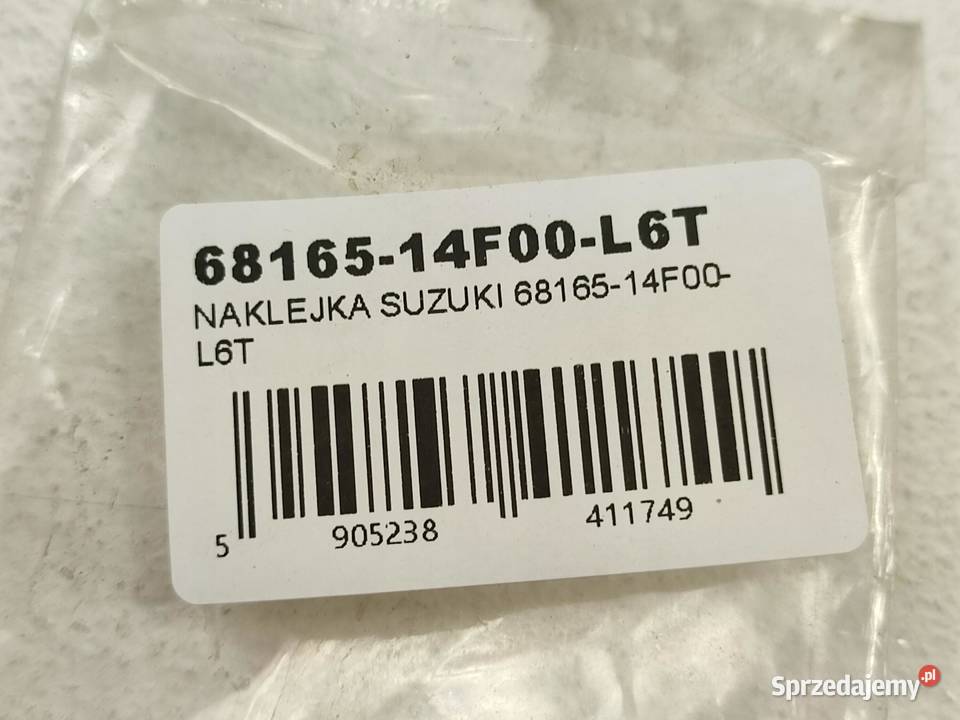 68165-14F00-L6T
NAKLEJKA SUZUKI 68165-14F00-
L6T
5 905238 411749
Sprzedajemy.pl